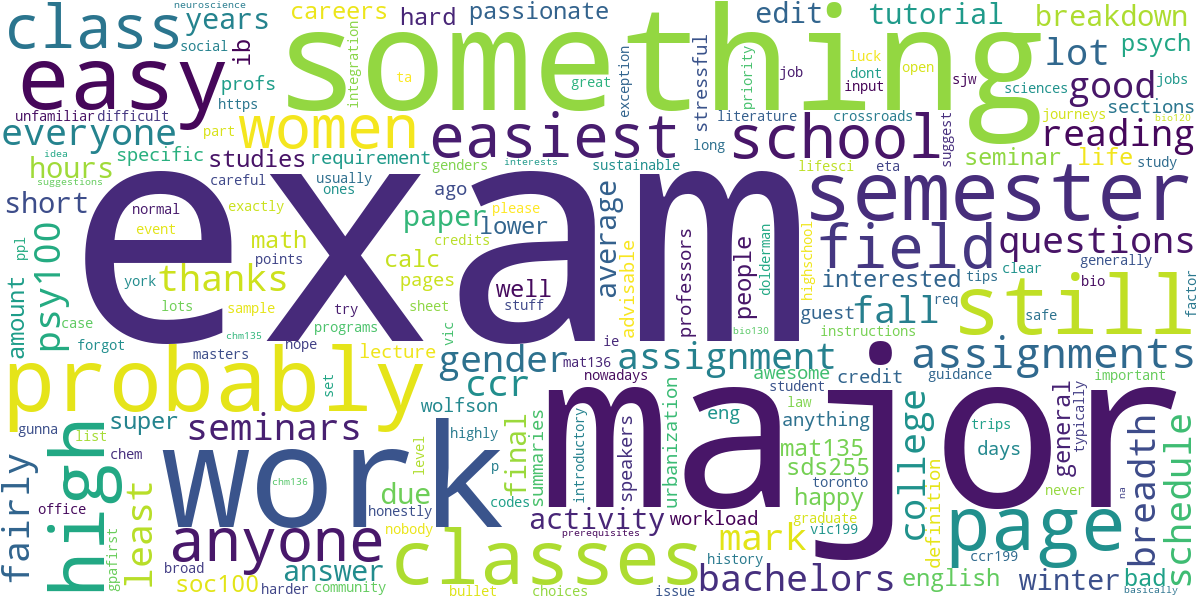 neuroscience
class
years
careers
hard
passionate
edit
tutorial
breakdown
social
ib
easy
something
lot
psych
profs
integration
ta
great
exception
stressful
priority
job
luck
dont
open
sjw
sciences
jobs
https
input
good
sections
unfamiliar
difficult
part
literature
crossroads
journeys
bio120
everyone
women
easiest
long
school
suggest
reading
idea
specific
studies
requirement
genders
interests
sustainable
lifesci
eta
seminar
life
study
hours
suggestions
careful
usually
ones
exam
semester
short
normal
exactly
ago
please
paper
lower
average
event
credits
psy100
ppl
math
points
calc
advisable
professors
people
dolderman
highschool
field
questions
york
thanks
pages
well
interested
tips
clear
generally
amount
lots
sample
try
sheet
stuff
guest
fall
req
still
bio
safe
factor
case
forgot
chm135
programs
vic
bio130
instructions
probably
masters
hope
lecture
gender
ie
mat136
assignment
assignments
set
ccr
nowadays
awesome
student
credit
guidance
important
wolfson
major
law
college
general
typically
gunna
super
seminars
highly
final
summaries
introductory
speakers
urbanization
eng
anything
trips
list
high
chem
work
level
p
mat135
days
breadth
schedule
fairly
chm136
due
codes
sds255
toronto
definition
never
na
office
least
honestly
happy
anyone
nobody
activity
workload
graduate
vic199
page
gpafirst
prerequisites
mark
history
ccr199
broad
soc100
answer
classes
bachelors
english
winter
bad
harder
community
bullet
choices
issue
basically